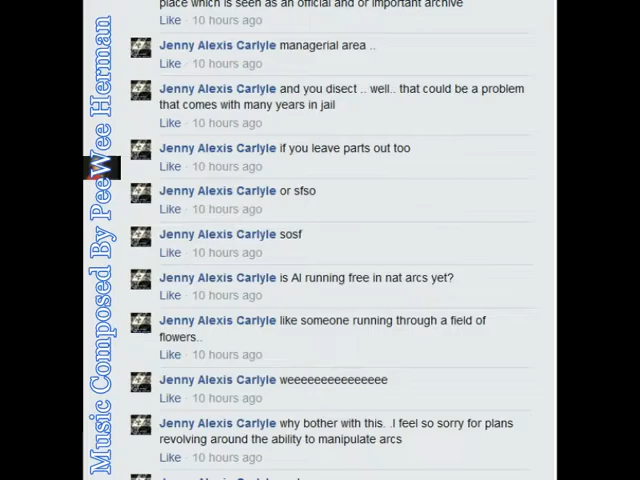 place which is seen as an official and or important archive
Like · 10 hours ago
Jenny Alexis Carlyle managerial area ..
Like · 10 hours ago
Jenny Alexis Carlyle and you disect .. well.. that could be a problem
that comes with many years in jail
Like · 10 hours ago
Jenny Alexis Carlyle if you leave parts out too
Like · 10 hours ago
Jenny Alexis Carlyle or sfso
Like · 10 hours ago
Jenny Alexis Carlyle sosf
Like · 10 hours ago
Jenny Alexis Carlyle is Al running free in nat arcs yet?
Like · 10 hours ago
Jenny Alexis Carlyle like someone running through a field of
flowers..
Like · 10 hours ago
Jenny Alexis Carlyle weeeeeeeeeeeeeee
Like · 10 hours ago
Jenny Alexis Carlyle why bother with this. .I feel so sorry for plans
revolving around the ability to manipulate arcs
Like · 10 hours ago
Music Composed By PeeWee Herman